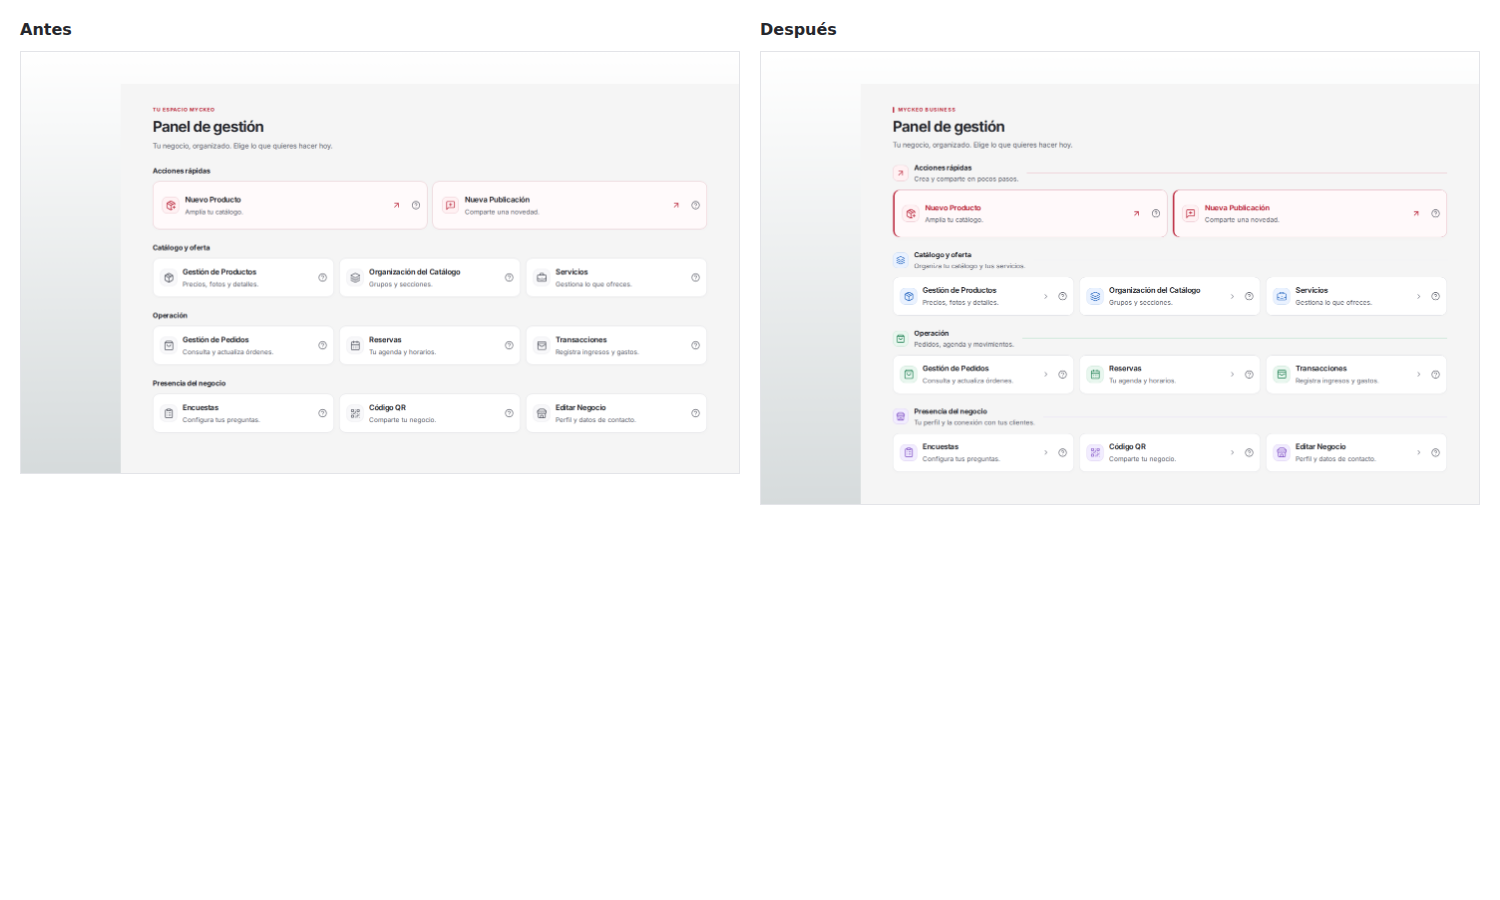 Antes
TU ESPACIO MYCKEO
Panel de gestión
Tu negocio, organizado. Elige lo que quieres hacer hoy.
Acciones rápidas
Nuevo Producto
Amplía tu catálogo.
Nueva Publicación
Comparte una novedad.
Catálogo y oferta
Gestión de Productos
Precios, fotos y detalles.
Organización del Catálogo
Grupos y secciones.
Servicios
Gestiona lo que ofreces.
Operación
Gestión de Pedidos
Consulta y actualiza órdenes.
Reservas
Tu agenda y horarios.
Transacciones
Registra ingresos y gastos.
Presencia del negocio
Encuestas
Configura tus preguntas.
Código QR
Comparte tu negocio.
Editar Negocio
Perfil y datos de contacto.
Después
MYCKEO BUSINESS
Panel de gestión
Tu negocio, organizado. Elige lo que quieres hacer hoy.
Acciones rápidas
Crea y comparte en pocos pasos.
Nuevo Producto
Amplía tu catálogo.
Nueva Publicación
Comparte una novedad.
Catálogo y oferta
Organiza tu catálogo y tus servicios.
Gestión de Productos
Precios, fotos y detalles.
Organización del Catálogo
Grupos y secciones.
Servicios
Gestiona lo que ofreces.
Operación
Pedidos, agenda y movimientos.
Gestión de Pedidos
Consulta y actualiza órdenes.
Reservas
Tu agenda y horarios.
Transacciones
Registra ingresos y gastos.
Presencia del negocio
Tu perfil y la conexión con tus clientes.
Encuestas
Configura tus preguntas.
Código QR
Comparte tu negocio.
Editar Negocio
Perfil y datos de contacto.